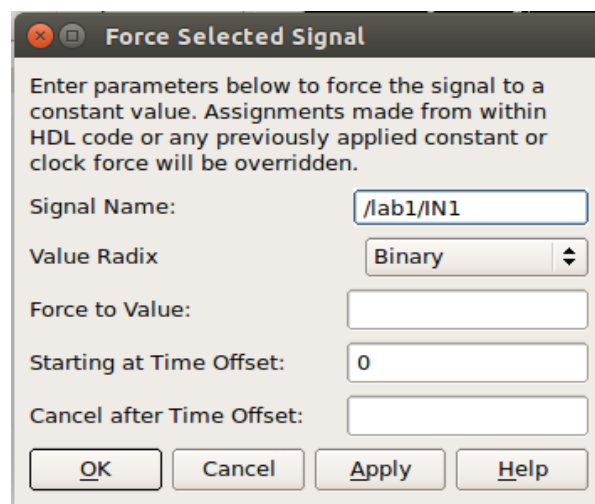 Force Selected Signal
Enter parameters below to force the signal to a
constant value. Assignments made from within
HDL code or any previously applied constant or
clock force will be overridden.
Signal Name: /lab1/IN1
Value Radix Binary
Force to Value:
Starting at Time Offset: 0
Cancel after Time Offset:
OK Cancel Apply Help